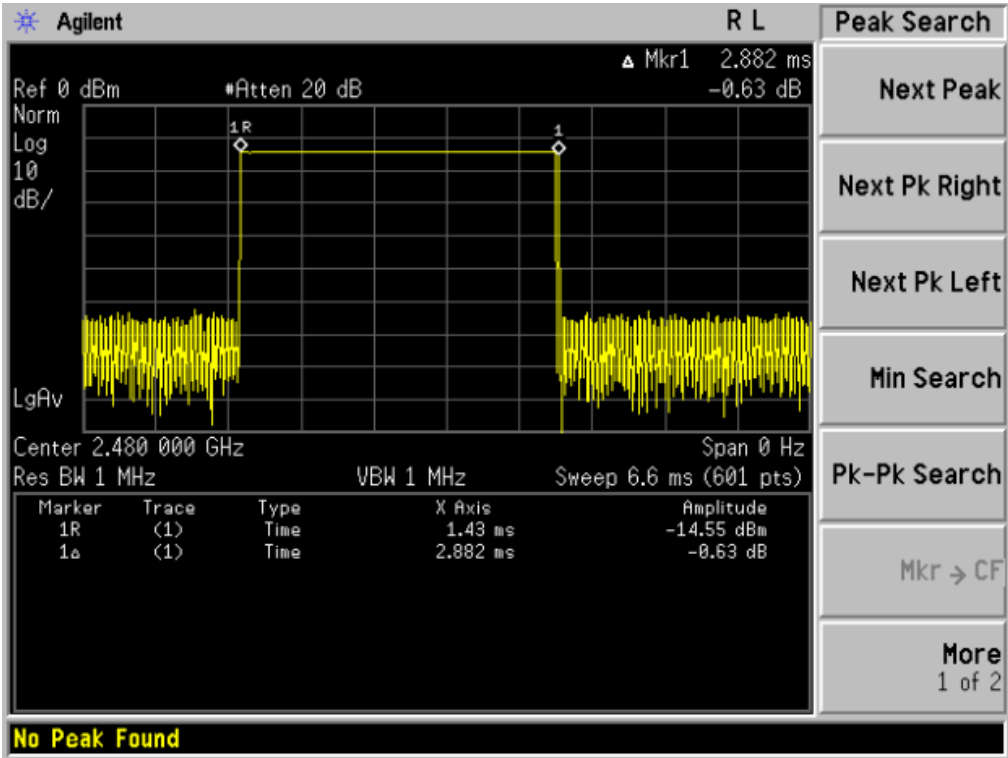 Agilent R L Peak Search
Δ Mkr1 2.882 ms
Ref 0 dBm #Atten 20 dB -0.63 dB
Norm
Log
10
dB/
1R 1
LgAv
Center 2.480 000 GHz Span 0 Hz
Res BW 1 MHz VBW 1 MHz Sweep 6.6 ms (601 pts)
Marker Trace Type X Axis Amplitude
1R (1) Time 1.43 ms -14.55 dBm
1Δ (1) Time 2.882 ms -0.63 dB
No Peak Found
Next Peak
Next Pk Right
Next Pk Left
Min Search
Pk-Pk Search
Mkr → CF
More
1 of 2